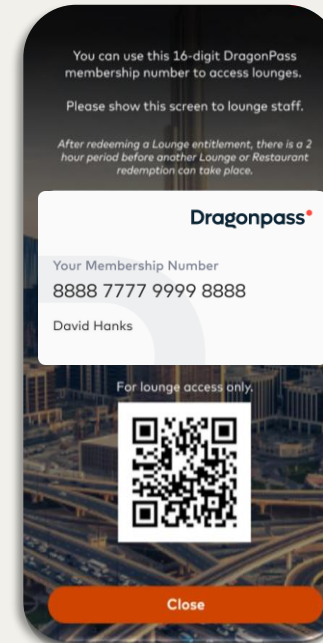 You can use this 16-digit DragonPass
membership number to access lounges.
Please show this screen to lounge staff.
After redeeming a Lounge entitlement, there is a 2
hour period before another Lounge or Restaurant
redemption can take place.
Dragonpass
Your Membership Number
8888 7777 9999 8888
David Hanks
For lounge access only.
Close